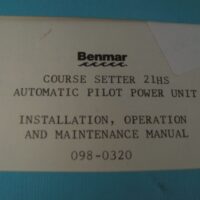 Benmar
COURSE SETTER 21HS
AUTOMATIC PILOT POWER UNIT
INSTALLATION, OPERATION
AND MAINTENANCE MANUAL
098-0320